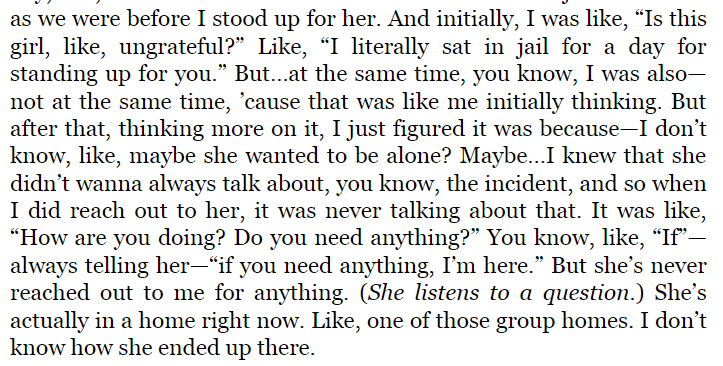 as we were before I stood up for her. And initially, I was like, “Is this
girl, like, ungrateful?” Like, “I literally sat in jail for a day for
standing up for you.” But…at the same time, you know, I was also—
not at the same time, ’cause that was like me initially thinking. But
after that, thinking more on it, I just figured it was because—I don’t
know, like, maybe she wanted to be alone? Maybe…I knew that she
didn’t wanna always talk about, you know, the incident, and so when
I did reach out to her, it was never talking about that. It was like,
“How are you doing? Do you need anything?” You know, like, “If”—
always telling her—“if you need anything, I’m here.” But she’s never
reached out to me for anything. (She listens to a question.) She’s
actually in a home right now. Like, one of those group homes. I don’t
know how she ended up there.